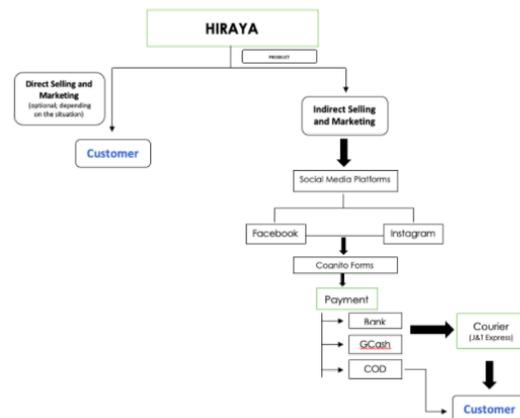 HIRAYA
PRODUCT
Direct Selling and
Marketing
(optional; depending
on the situation)
Customer
Indirect Selling
and Marketing
Social Media Platforms
Facebook
Instagram
Coanito Forms
Payment
Bank
GCash
COD
Courier
(J&T Express)
Customer